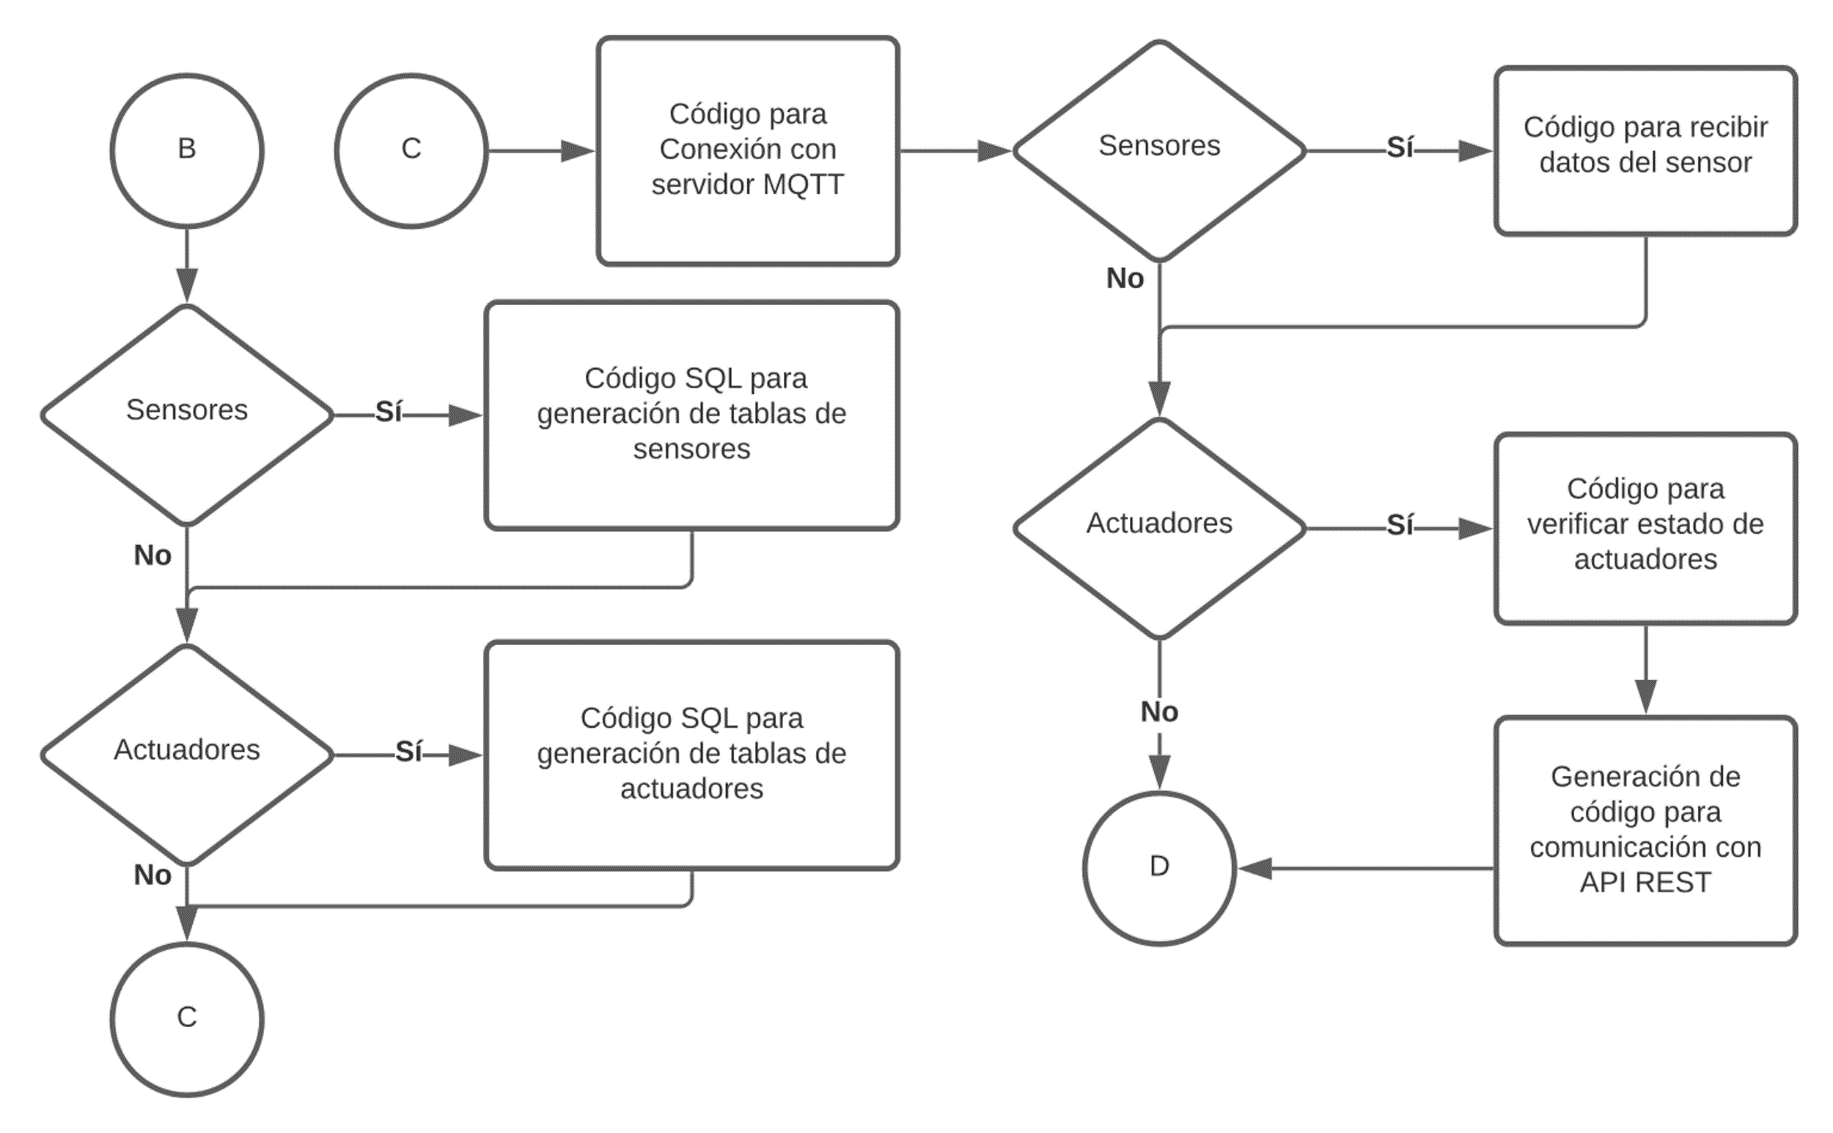 B
Sensores
Sí
Código SQL para
generación de tablas de
sensores
No
Actuadores
Sí
Código SQL para
generación de tablas de
actuadores
No
C
C
Código para
Conexión con
servidor MQTT
Sensores
Sí
Código para recibir
datos del sensor
No
Actuadores
Sí
Código para
verificar estado de
actuadores
No
Generación de
código para
comunicación con
API REST
D